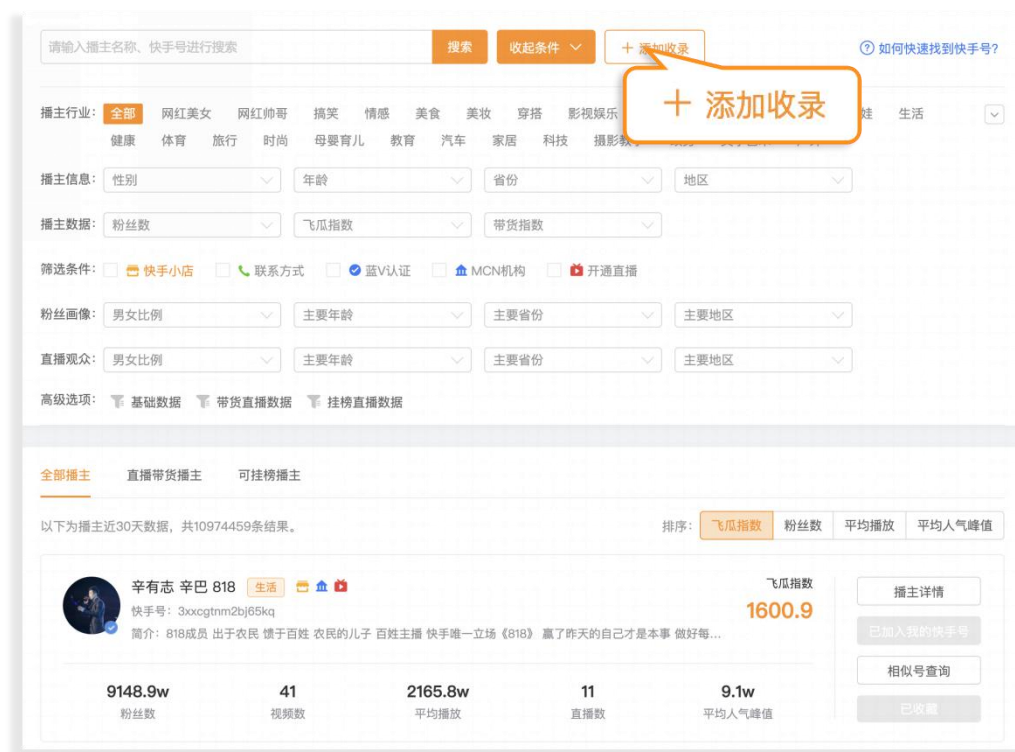 请输入播主名称、快手号进行搜索 搜索 收起条件 ＋ 添加收录 如何快速找到快手号?
＋ 添加收录
播主行业: 全部 网红美女 网红帅哥 搞笑 情感 美食 美妆 穿搭 影视娱乐 生活
健康 体育 旅行 时尚 母婴育儿 教育 汽车 家居 科技
播主信息: 性别 年龄 省份 地区
播主数据: 粉丝数 飞瓜指数 带货指数
筛选条件: 快手小店 联系方式 蓝V认证 MCN机构 开通直播
粉丝画像: 男女比例 主要年龄 主要省份 主要地区
直播观众: 男女比例 主要年龄 主要省份 主要地区
高级选项: 基础数据 带货直播数据 挂榜直播数据
全部播主 直播带货播主 可挂榜播主
以下为播主近30天数据，共10974459条结果。 排序: 飞瓜指数 粉丝数 平均播放 平均人气峰值
辛有志 辛巴 818 生活 飞瓜指数 播主详情
快手号：3xxcgtnm2bj65kq 1600.9
简介：818成员 出于农民 馈于百姓 农民的儿子 百姓主播 快手唯一立场《818》 赢了昨天的自己才是本事 做好每... 已加入我的快手号
相似号查询
9148.9w 41 2165.8w 11 9.1w
粉丝数 视频数 平均播放 直播数 平均人气峰值 已收藏